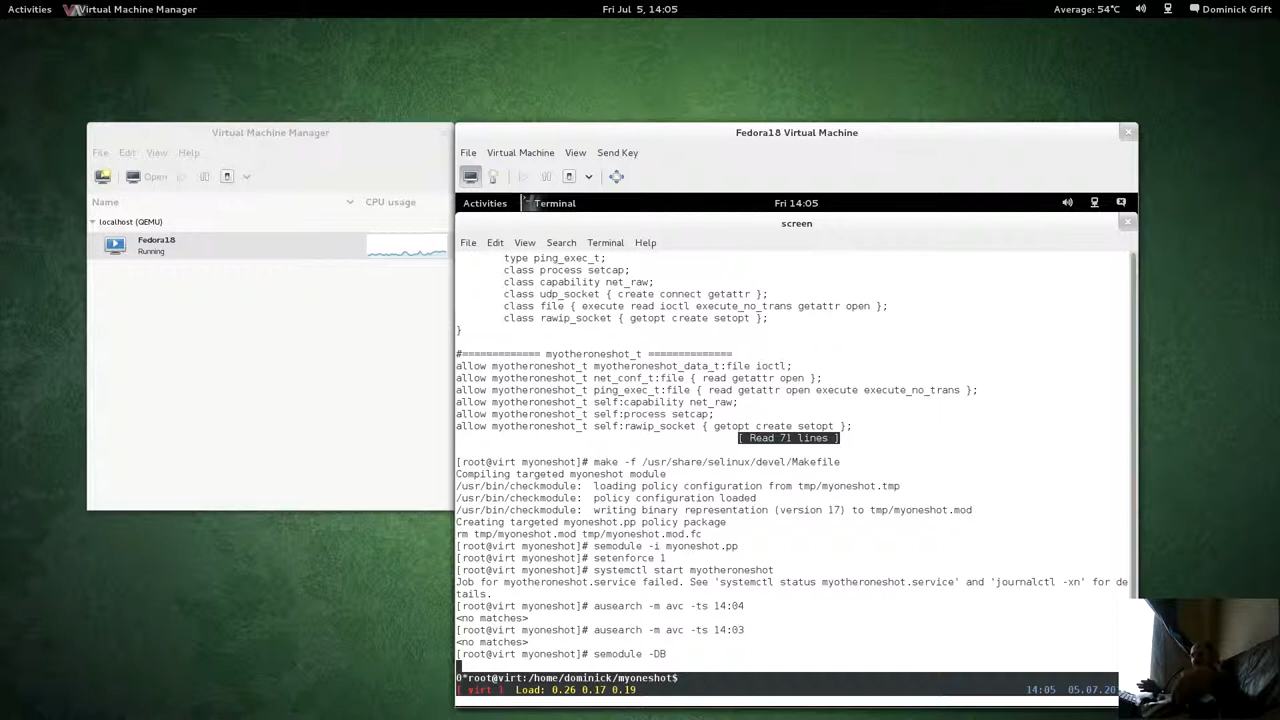 Activities Virtual Machine Manager Fri Jul 5, 14:05 Average: 54°C Dominick Grift
Virtual Machine Manager
File Edit View Help
Open
Name CPU usage
localhost (QEMU)
Fedora18
Running
Fedora18 Virtual Machine
File Virtual Machine View Send Key
Activities Terminal Fri 14:05
screen
File Edit View Search Terminal Help
type ping_exec_t;
class process setcap;
class capability net_raw;
class udp_socket { create connect getattr };
class file { execute read ioctl execute_no_trans getattr open };
class rawip_socket { getopt create setopt };
}
#============= myotheroneshot_t ==============
allow myotheroneshot_t myotheroneshot_data_t:file ioctl;
allow myotheroneshot_t net_conf_t:file { read getattr open };
allow myotheroneshot_t ping_exec_t:file { read getattr open execute execute_no_trans };
allow myotheroneshot_t self:capability net_raw;
allow myotheroneshot_t self:process setcap;
allow myotheroneshot_t self:rawip_socket { getopt create setopt };
[ Read 71 lines ]
[root@virt myoneshot]# make -f /usr/share/selinux/devel/Makefile
Compiling targeted myoneshot module
/usr/bin/checkmodule:  loading policy configuration from tmp/myoneshot.tmp
/usr/bin/checkmodule:  policy configuration loaded
/usr/bin/checkmodule:  writing binary representation (version 17) to tmp/myoneshot.mod
Creating targeted myoneshot.pp policy package
rm tmp/myoneshot.mod tmp/myoneshot.mod.fc
[root@virt myoneshot]# semodule -i myoneshot.pp
[root@virt myoneshot]# setenforce 1
[root@virt myoneshot]# systemctl start myotheroneshot
Job for myotheroneshot.service failed. See 'systemctl status myotheroneshot.service' and 'journalctl -xn' for de
tails.
[root@virt myoneshot]# ausearch -m avc -ts 14:04
<no matches>
[root@virt myoneshot]# ausearch -m avc -ts 14:03
<no matches>
[root@virt myoneshot]# semodule -DB
0*root@virt:/home/dominick/myoneshot$
[ virt ] Load: 0.26 0.17 0.19 14:05 05.07.20